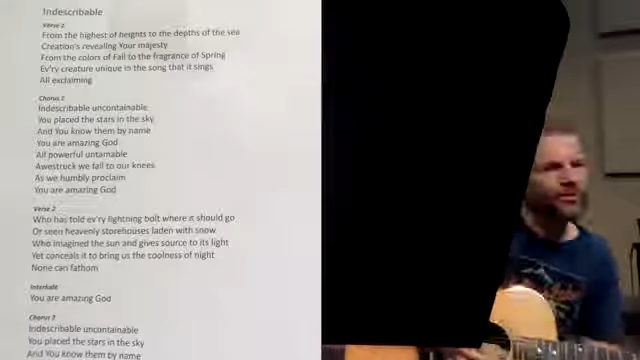 Indescribable
Verse 1
From the highest of heights to the depths of the sea
Creation's revealing Your majesty
From the colors of Fall to the fragrance of Spring
Ev'ry creature unique in the song that it sings
All exclaiming
Chorus 1
Indescribable uncontainable
You placed the stars in the sky
And You know them by name
You are amazing God
All powerful untamable
Awestruck we fall to our knees
As we humbly proclaim
You are amazing God
Verse 2
Who has told ev'ry lightning bolt where it should go
Or seen heavenly storehouses laden with snow
Who imagined the sun and gives source to its light
Yet conceals it to bring us the coolness of night
None can fathom
Interlude
You are amazing God
Chorus 2
Indescribable uncontainable
You placed the stars in the sky
And You know them by name